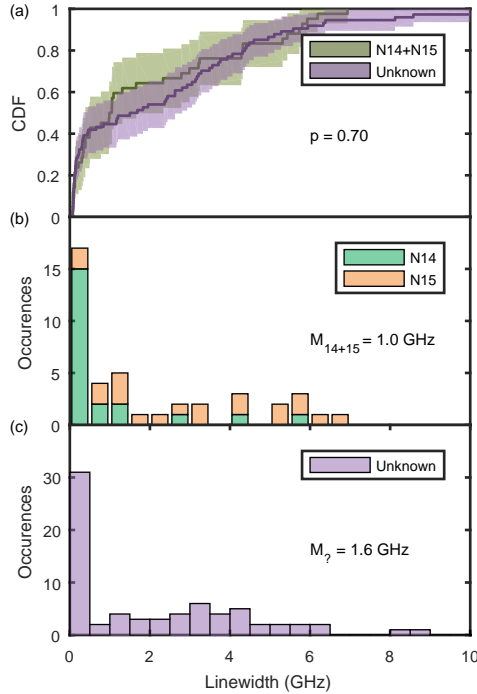 (a)
1
0.8
0.6
0.4
0.2
0
CDF
N14+N15
Unknown
p = 0.70
(b)
15
10
5
0
Occurences
N14
N15
M14+15 = 1.0 GHz
(c)
30
20
10
0
Occurences
Unknown
M? = 1.6 GHz
0 2 4 6 8 10
Linewidth (GHz)